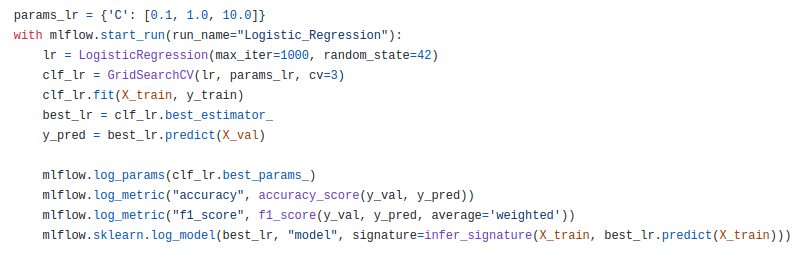 params_lr = {'C': [0.1, 1.0, 10.0]}
with mlflow.start_run(run_name="Logistic_Regression"):
    lr = LogisticRegression(max_iter=1000, random_state=42)
    clf_lr = GridSearchCV(lr, params_lr, cv=3)
    clf_lr.fit(X_train, y_train)
    best_lr = clf_lr.best_estimator_
    y_pred = best_lr.predict(X_val)

    mlflow.log_params(clf_lr.best_params_)
    mlflow.log_metric("accuracy", accuracy_score(y_val, y_pred))
    mlflow.log_metric("f1_score", f1_score(y_val, y_pred, average='weighted'))
    mlflow.sklearn.log_model(best_lr, "model", signature=infer_signature(X_train, best_lr.predict(X_train)))